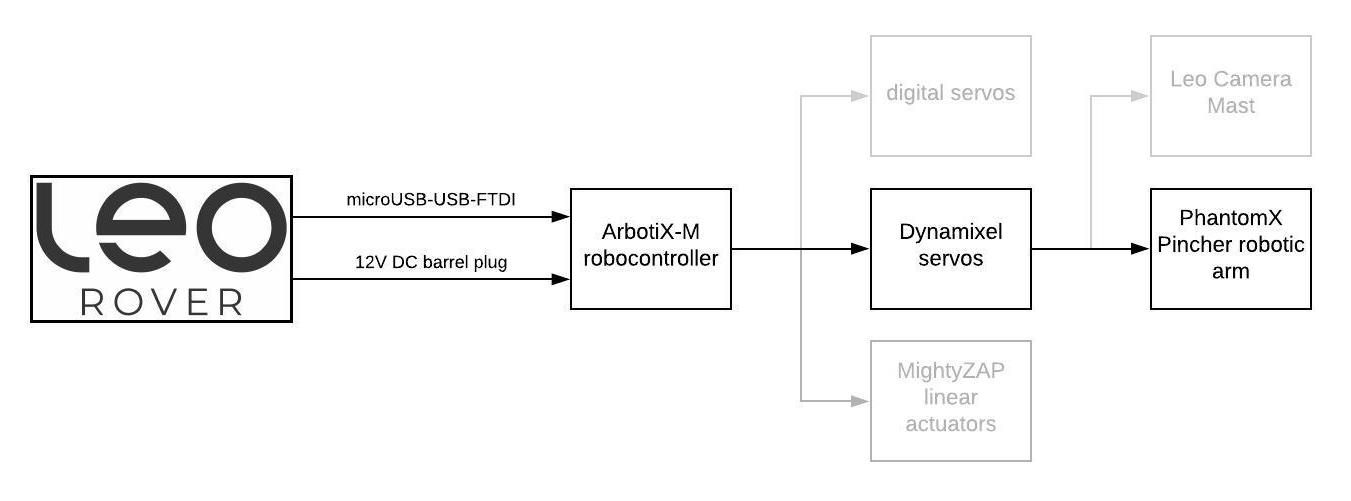 Leo
ROVER
microUSB-USB-FTDI
12V DC barrel plug
ArbotiX-M
robocontroller
digital servos
Dynamixel
servos
MightyZAP
linear
actuators
Leo Camera
Mast
PhantomX
Pincher robotic
arm